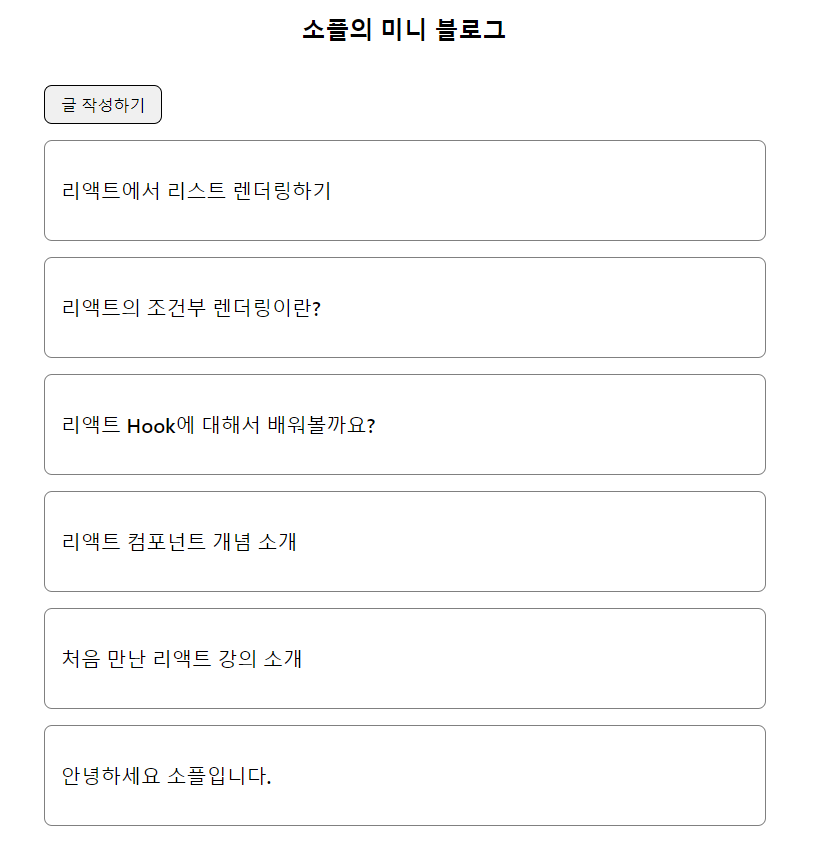 소플의 미니 블로그
글 작성하기
리액트에서 리스트 렌더링하기
리액트의 조건부 렌더링이란?
리액트 Hook에 대해서 배워볼까요?
리액트 컴포넌트 개념 소개
처음 만난 리액트 강의 소개
안녕하세요 소플입니다.